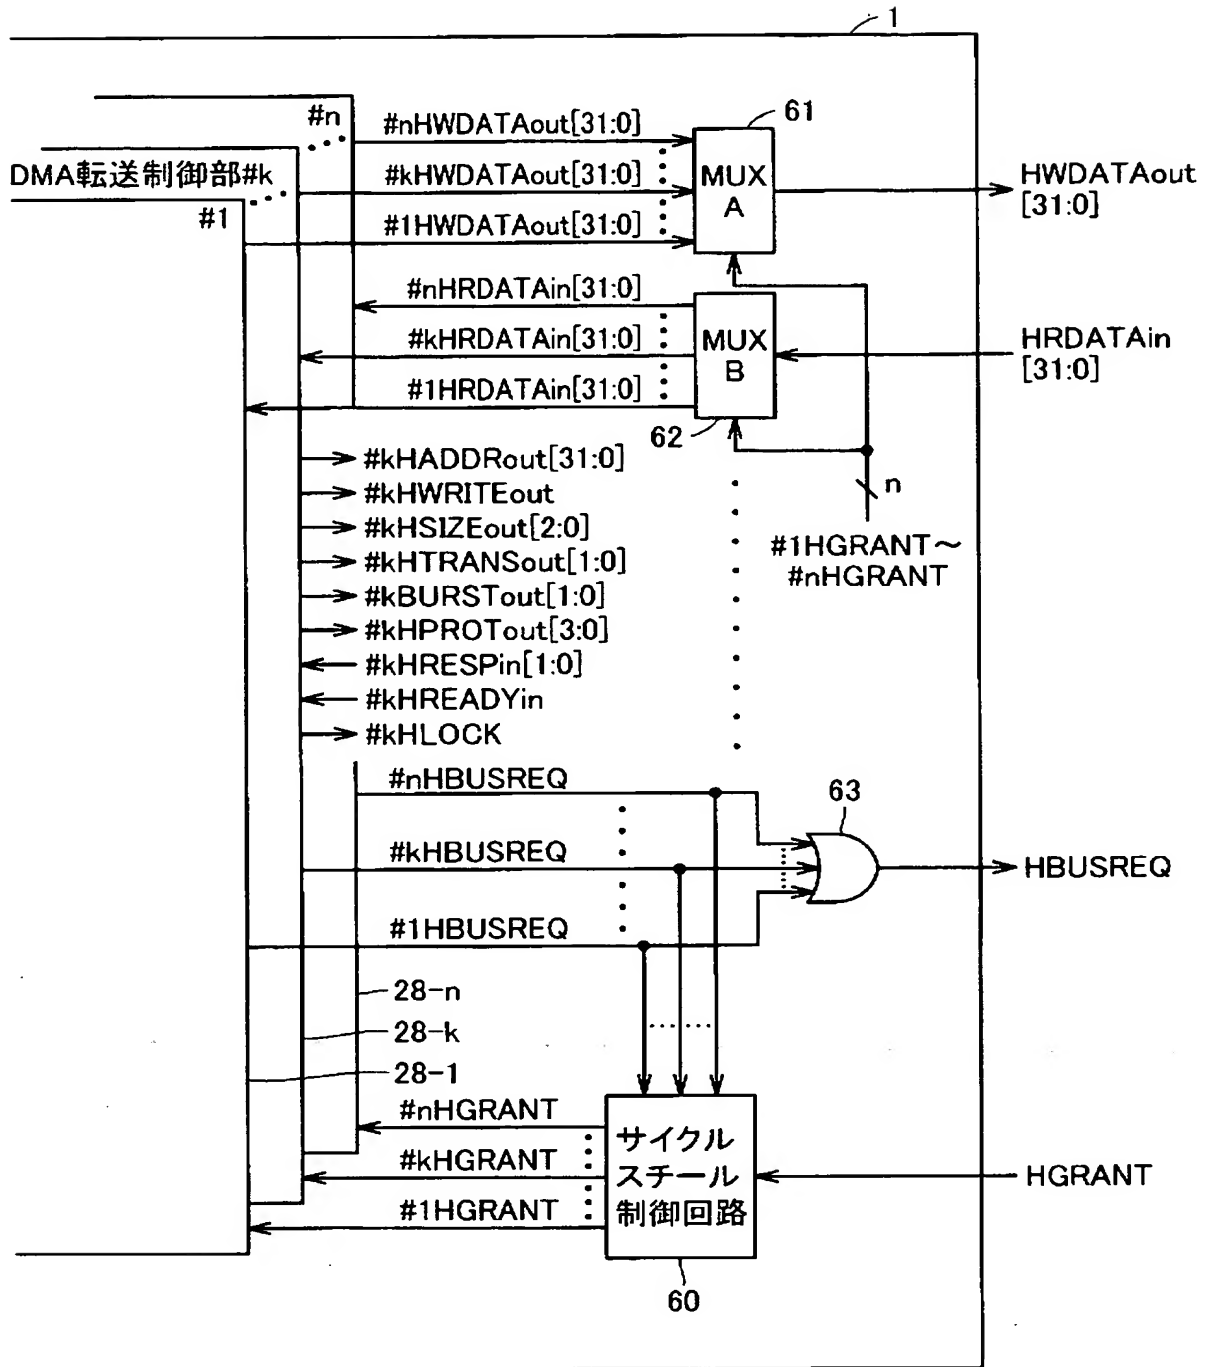 1
#n
#nHWDATAout[31:0]
61
DMA転送制御部#k
#kHWDATAout[31:0]
MUX
A
HWDATAout
[31:0]
#1
#1HWDATAout[31:0]
#nHRDATAin[31:0]
#kHRDATAin[31:0]
MUX
B
HRDATAin
[31:0]
#1HRDATAin[31:0]
62
#kHADDRout[31:0]
n
#kHWRITEout
#kHSIZEout[2:0]
#1HGRANT～
#nHGRANT
#kHTRANSout[1:0]
#kBURSTout[1:0]
#kHPROTout[3:0]
#kHRESPin[1:0]
#kHREADYin
#kHLOCK
#nHBUSREQ
63
#kHBUSREQ
HBUSREQ
#1HBUSREQ
28-n
28-k
28-1
#nHGRANT
サイクル
スチール
制御回路
#kHGRANT
HGRANT
#1HGRANT
60